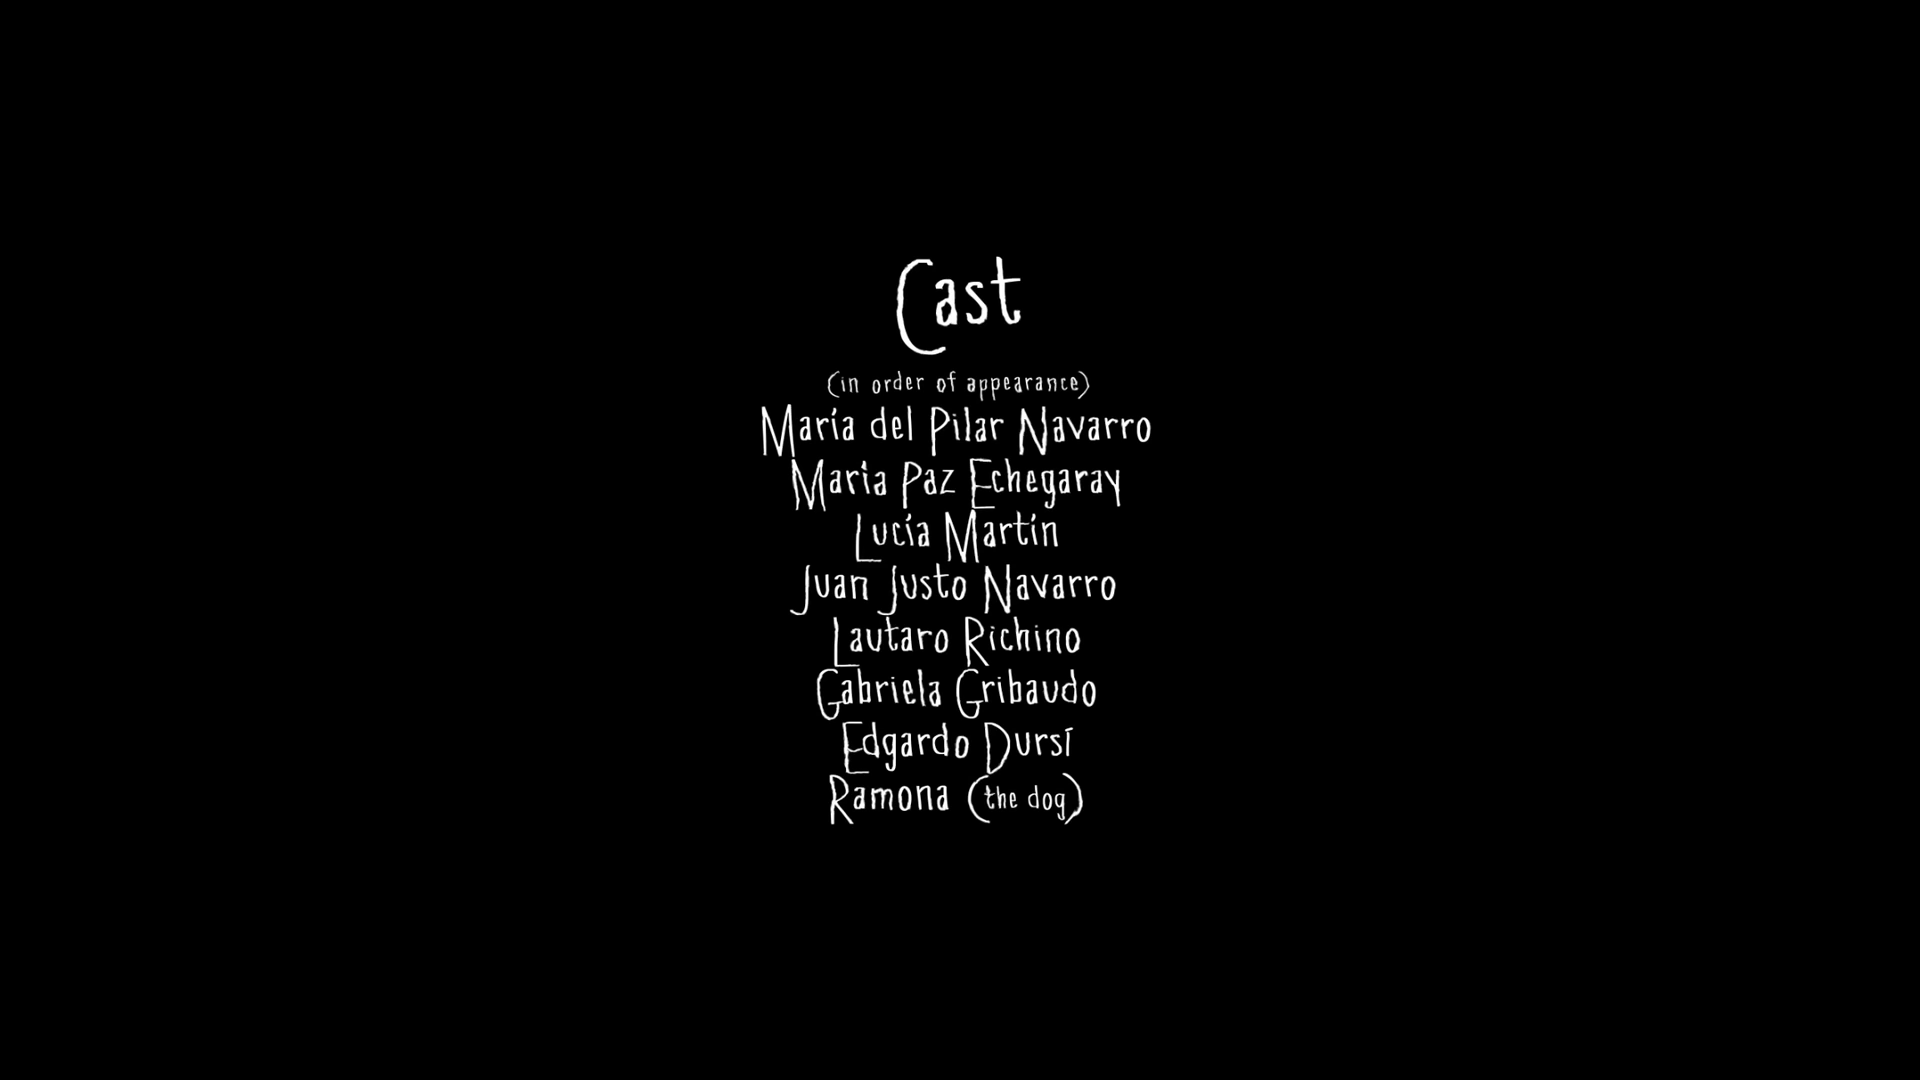 Cast
(in order of appearance)
María del Pilar Navarro
María Paz Echegaray
Lucía Martín
Juan Justo Navarro
Lautaro Richino
Gabriela Gribaudo
Edgardo Dursí
Ramona (the dog)